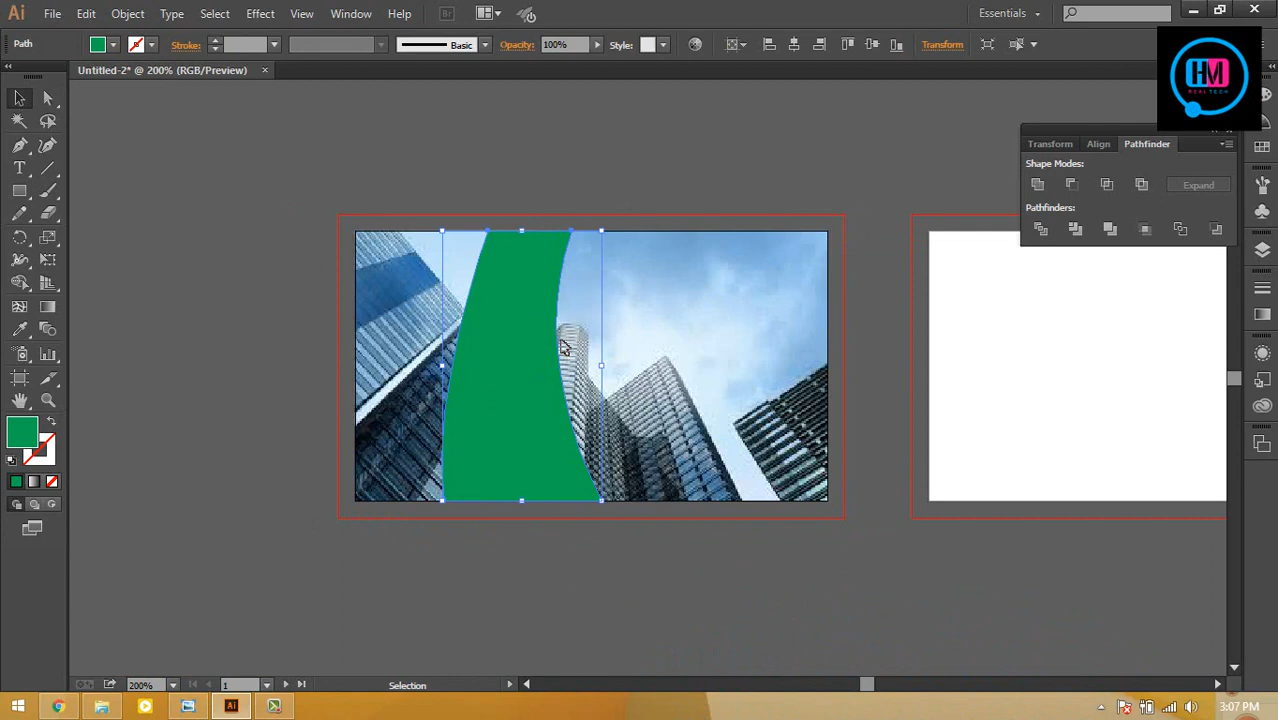 Ai File Edit Object Type Select Effect View Window Help Br Essentials
Path Stroke: Basic Opacity: 100% Style: Transform
Untitled-2* @ 200% (RGB/Preview) ×
HM
REALTECH
Transform Align Pathfinder
Shape Modes:
Expand
Pathfinders:
200% 1 Selection
Ai 3:07 PM